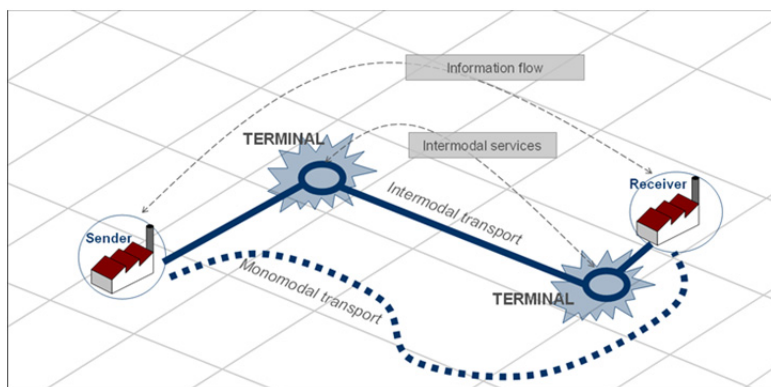 Information flow
TERMINAL
Intermodal services
Receiver
Intermodal transport
Sender
Monomodal transport
TERMINAL